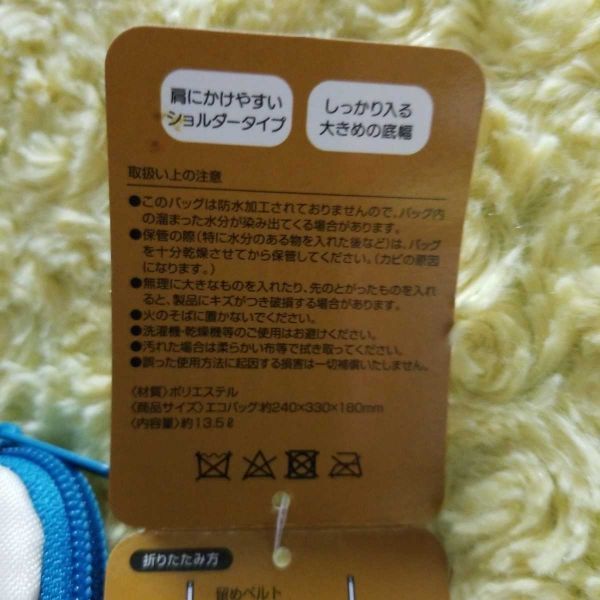 肩にかけやすい
ショルダータイプ
しっかり入る
大きめの底幅
取扱い上の注意
●このバッグは防水加工されておりませんので、バッグ内
の溜まった水分が染み出てくる場合があります。
●保管の際(特に水分のある物を入れた後など)は、バッグ
を十分乾燥させてから保管してください。(カビの原因
になります。)
●無理に大きなものを入れたり、先のとがったものを入れ
ると、製品にキズがつき破損する場合があります。
●火のそばに置かないでください。
●洗濯機・乾燥機等のご使用はお避けください。
●汚れた場合は柔らかい布等で拭き取ってください。
●誤った使用方法に起因する損害は一切補償いたしません。
〈材質〉ポリエステル
〈商品サイズ〉エコバッグ:約240×330×180mm
〈内容量〉約13.5ℓ
折りたたみ方
留めベルト